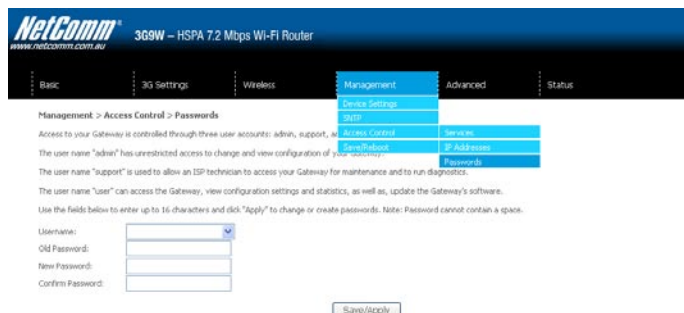 NetComm®
www.netcomm.com.au
3G9W – HSPA 7.2 Mbps Wi-Fi Router
Basic 3G Settings Wireless Management Advanced Status
Device Settings
SNTP
Access Control Services
Save/Reboot IP Addresses
Passwords
Management > Access Control > Passwords
Access to your Gateway is controlled through three user accounts: admin, support, an
The user name "admin" has unrestricted access to change and view configuration of your Gateway.
The user name "support" is used to allow an ISP technician to access your Gateway for maintenance and to run diagnostics.
The user name "user" can access the Gateway, view configuration settings and statistics, as well as, update the Gateway's software.
Use the fields below to enter up to 16 characters and click "Apply" to change or create passwords. Note: Password cannot contain a space.
Username:
Old Password:
New Password:
Confirm Password:
Save/Apply